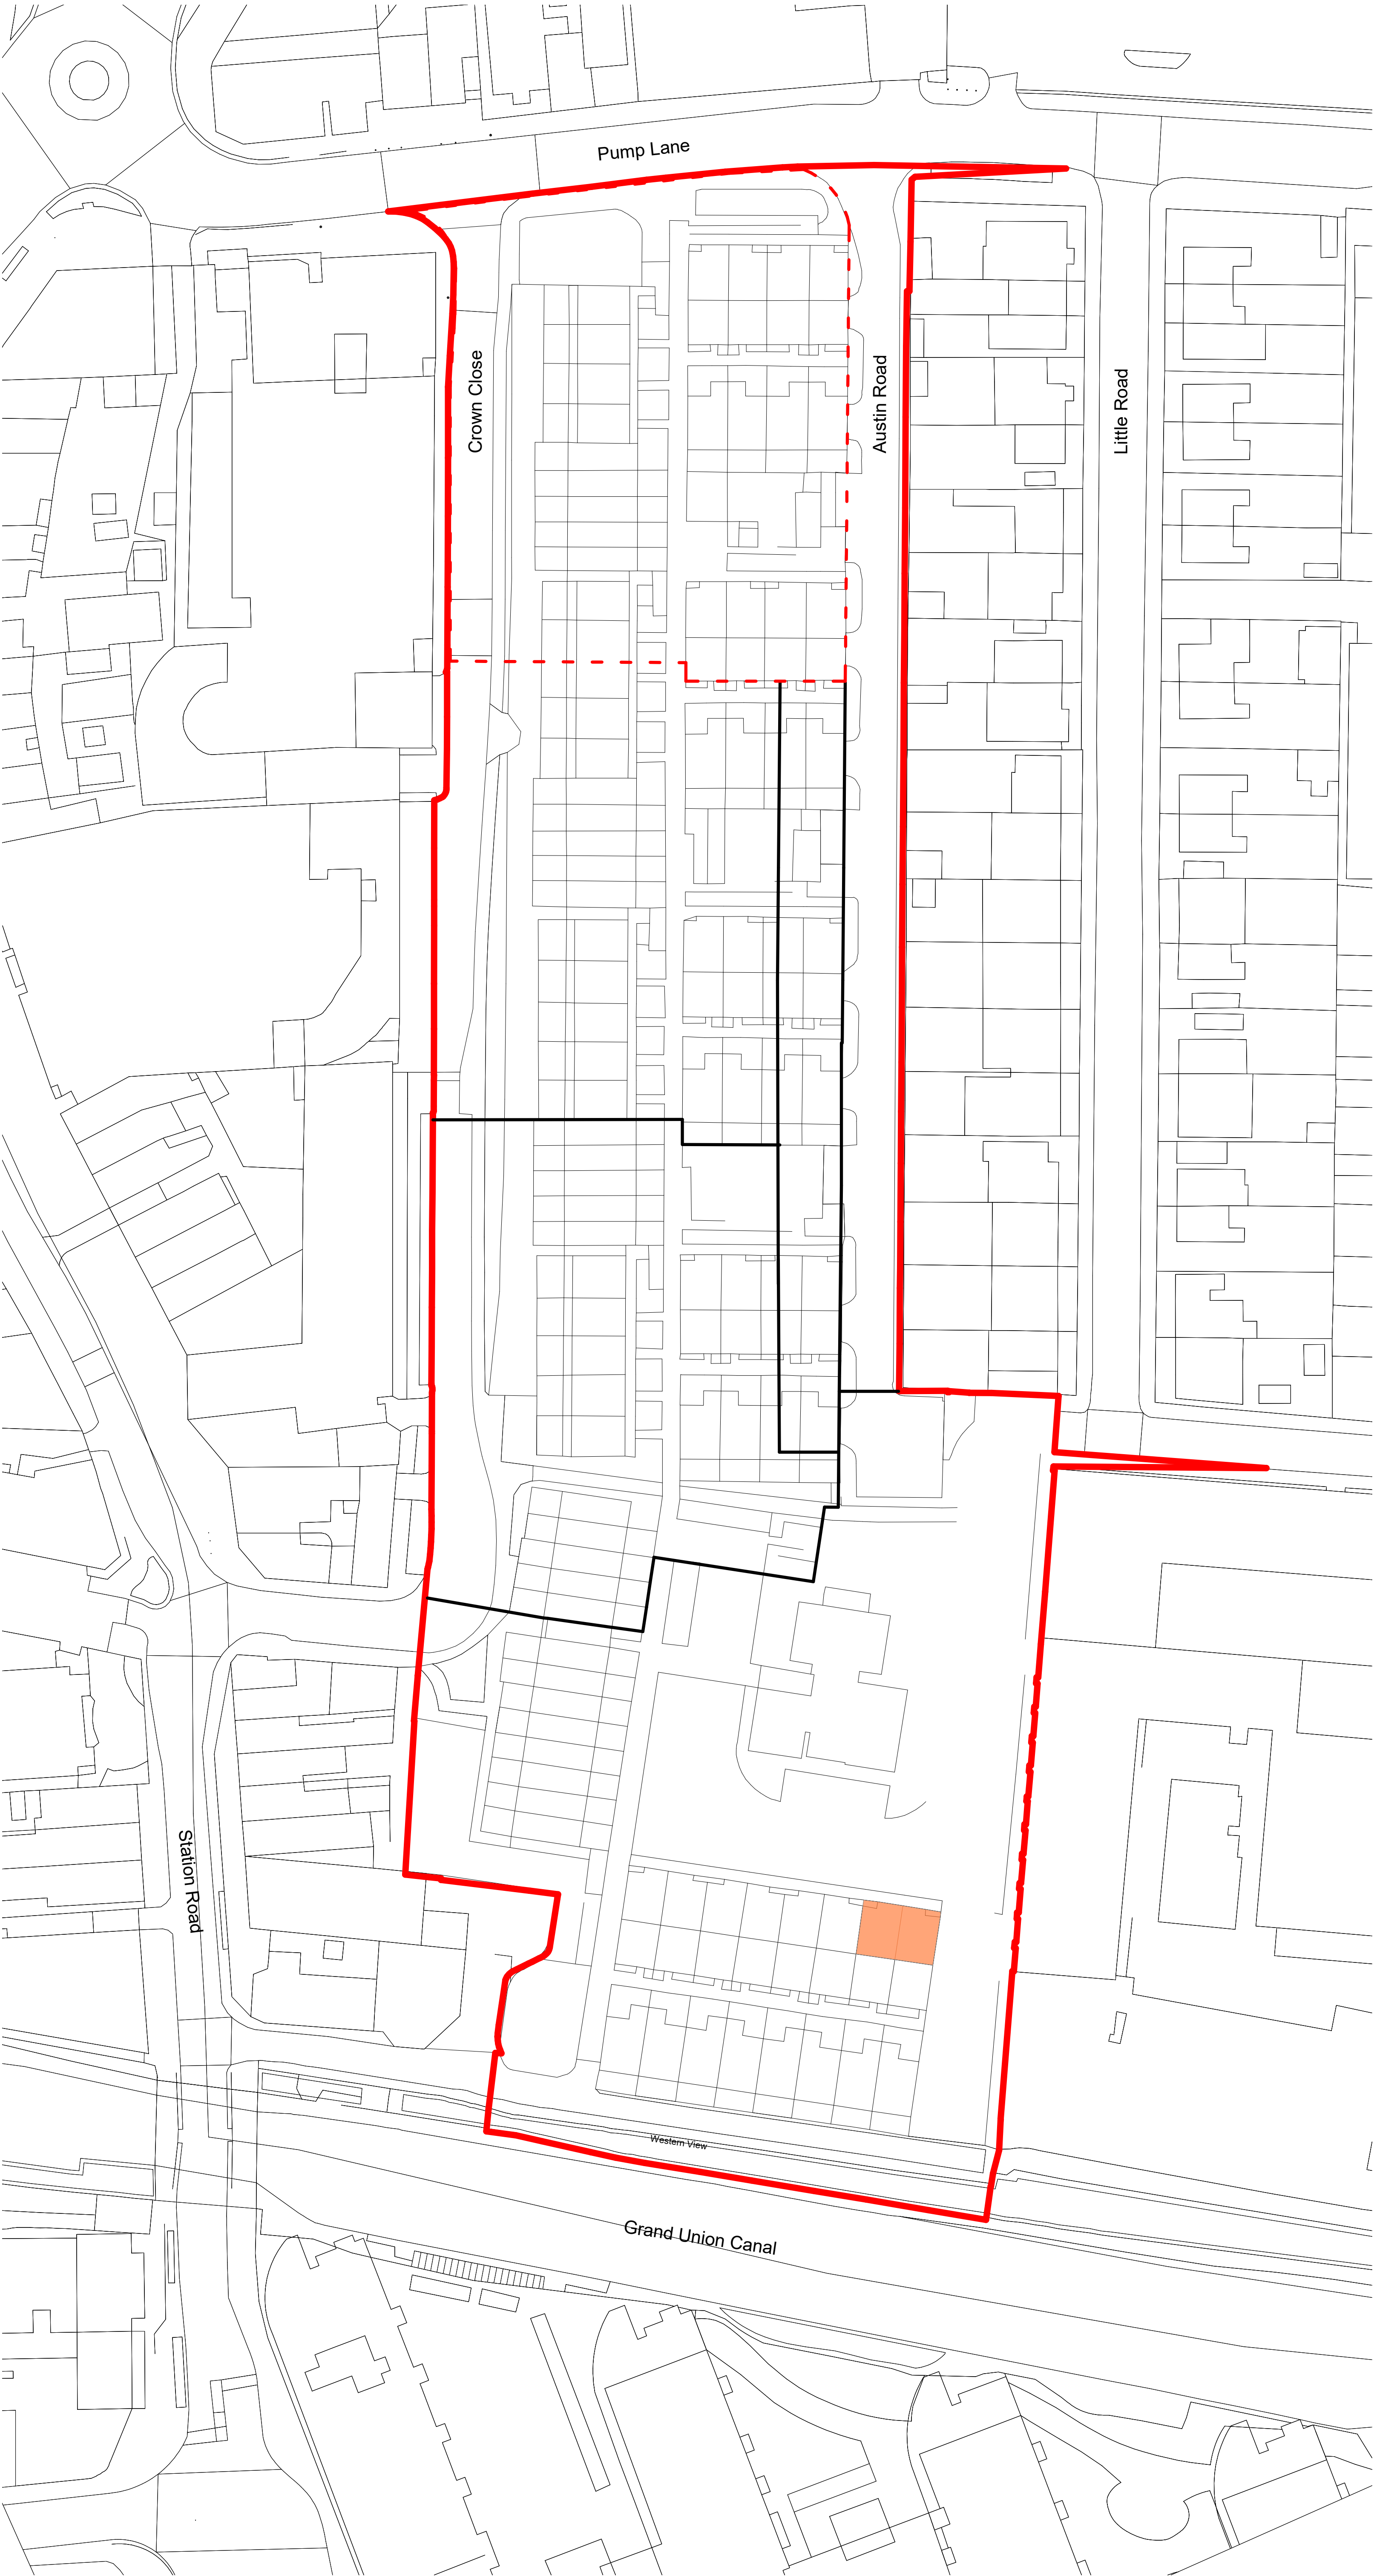 Pump Lane
Crown Close
Austin Road
Little Road
Station Road
Western View
Grand Union Canal